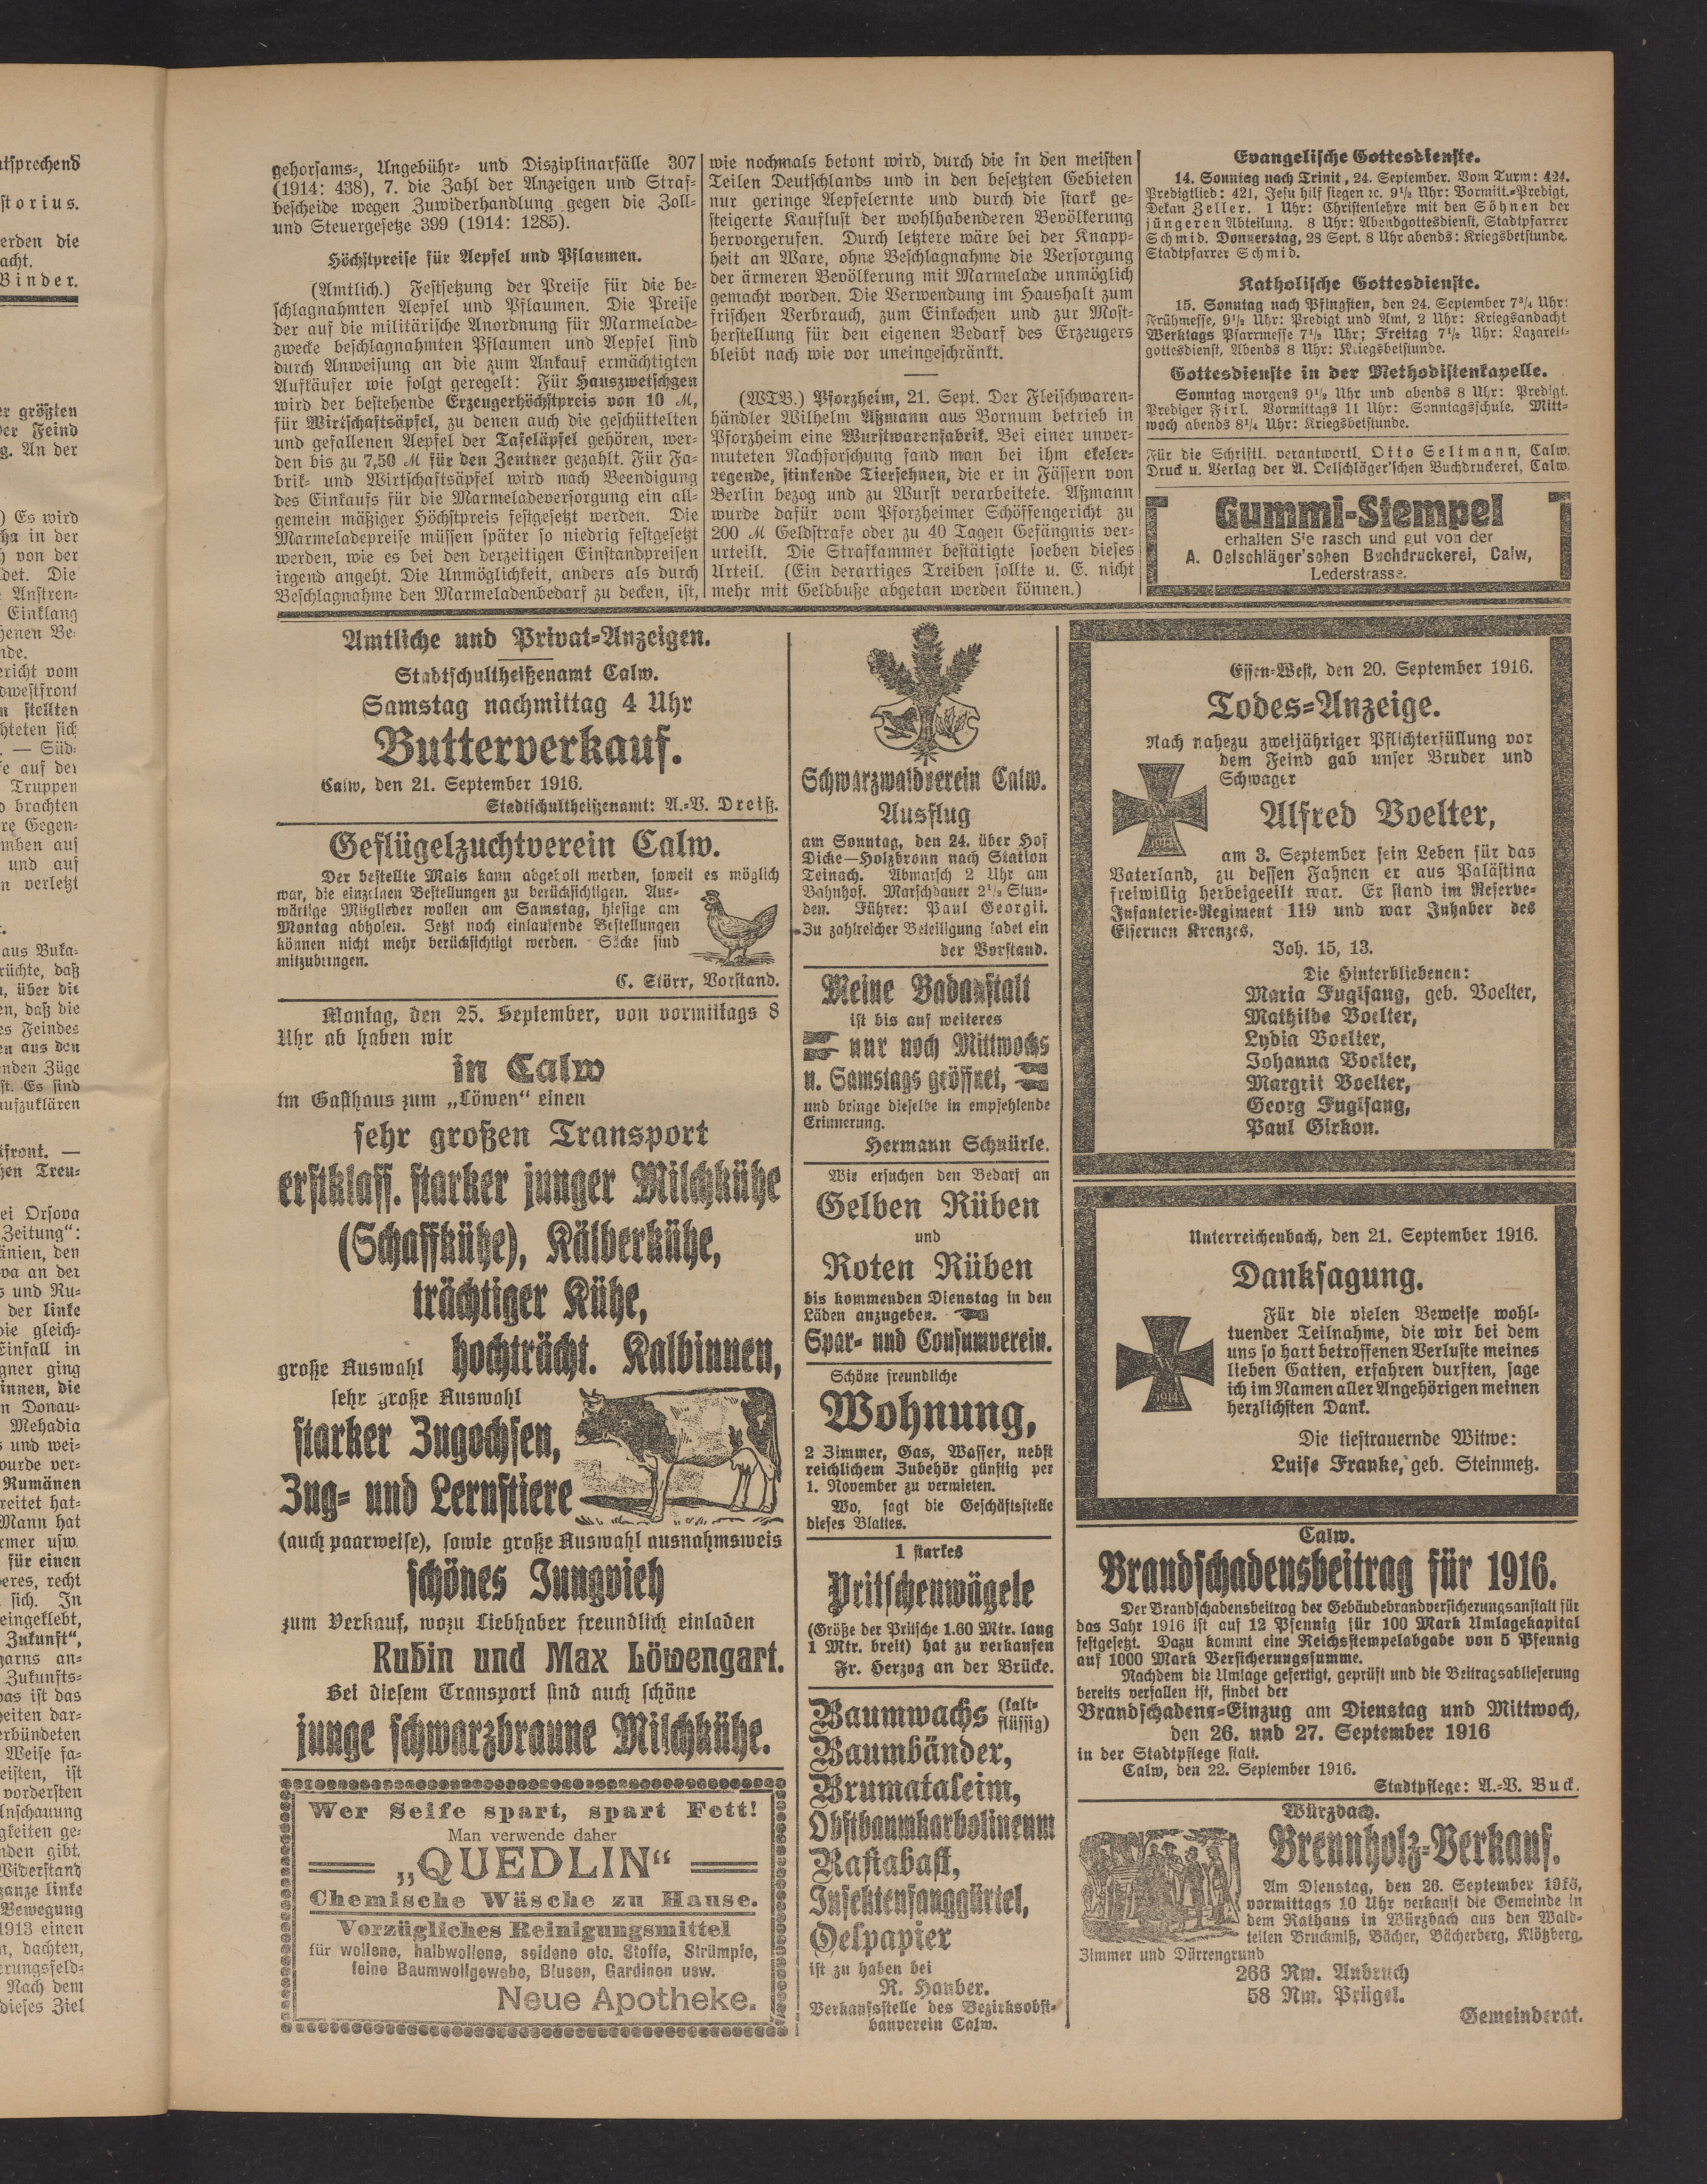 gehorsams-, Ungebühr- und Disziplinarfälle 307
(1914: 438), 7. die Zahl der Anzeigen und Straf-
bescheide wegen Zuwiderhandlung gegen die Zoll-
und Steuergesetze 399 (1914: 1285).
Höchstpreise für Aepfel und Pflaumen.
(Amtlich.) Festsetzung der Preise für die be-
schlagnahmten Aepfel und Pflaumen. Die Preise
der auf die militärische Anordnung für Marmelade-
zwecke beschlagnahmten Pflaumen und Aepfel sind
durch Anweisung an die zum Ankauf ermächtigten
Aufkäufer wie folgt geregelt: Für Hauszwetschgen
wird der bestehende Erzeugerhöchstpreis von 10 M,
für Wirtschaftsäpfel, zu denen auch die geschüttelten
und gefallenen Aepfel der Tafeläpfel gehören, wer-
den bis zu 7,50 M für den Zentner gezahlt. Für Fa-
brik- und Wirtschaftsäpfel wird nach Beendigung
des Einkaufs für die Marmeladeversorgung ein all-
gemein mäßiger Höchstpreis festgesetzt werden. Die
Marmeladepreise müssen später so niedrig festgesetzt
werden, wie es bei den derzeitigen Einstandpreisen
irgend angeht. Die Unmöglichkeit, anders als durch
Beschlagnahme den Marmeladenbedarf zu decken, ist,
wie nochmals betont wird, durch die in den meisten
Teilen Deutschlands und in den besetzten Gebieten
nur geringe Aepfelernte und durch die stark ge-
steigerte Kauflust der wohlhabenderen Bevölkerung
hervorgerufen. Durch letztere wäre bei der Knapp-
heit an Ware, ohne Beschlagnahme die Versorgung
der ärmeren Bevölkerung mit Marmelade unmöglich
gemacht worden. Die Verwendung im Haushalt zum
frischen Verbrauch, zum Einkochen und zur Most-
herstellung für den eigenen Bedarf des Erzeugers
bleibt nach wie vor uneingeschränkt.
(WTB.) Pforzheim, 21. Sept. Der Fleischwaren-
händler Wilhelm Aßmann aus Bornum betrieb in
Pforzheim eine Wurstwarenfabrik. Bei einer unver-
muteten Nachforschung fand man bei ihm ekeler-
regende, stinkende Tiersehnen, die er in Fässern von
Berlin bezog und zu Wurst verarbeitete. Aßmann
wurde dafür vom Pforzheimer Schöffengericht zu
200 M Geldstrafe oder zu 40 Tagen Gefängnis ver-
urteilt. Die Strafkammer bestätigte soeben dieses
Urteil. (Ein derartiges Treiben sollte u. E. nicht
mehr mit Geldbuße abgetan werden können.)
Evangelische Gottesdienste.
14. Sonntag nach Trinit, 24. September. Vom Turm: 424.
Predigtlied: 421, Jesu hilf siegen ꝛc. 9½ Uhr: Vormitt.-Predigt,
Dekan Zeller. 1 Uhr: Christenlehre mit den Söhnen der
jüngeren Abteilung. 8 Uhr: Abendgottesdienst, Stadtpfarrer
Schmid. Donnerstag, 28 Sept. 8 Uhr abends: Kriegsbetstunde.
Stadtpfarrer Schmid.
Katholische Gottesdienste.
15. Sonntag nach Pfingsten, den 24. September 7¾ Uhr:
Frühmesse, 9½ Uhr: Predigt und Amt, 2 Uhr: Kriegsandacht
Werktags Pfarrmesse 7½ Uhr; Freitag 7½ Uhr: Lazarett-
gottesdienst, Abends 8 Uhr: Kriegsbetstunde.
Gottesdienste in der Methodistenkapelle.
Sonntag morgens 9½ Uhr und abends 8 Uhr: Predigt.
Prediger Firl. Vormittags 11 Uhr: Sonntagsschule. Mitt-
woch abends 8¼ Uhr: Kriegsbetstunde.
Für die Schriftl. verantwortl. Otto Seltmann, Calw.
Druck u. Verlag der A. Oelschläger'schen Buchdruckerei, Calw.
Gummi-Stempel
erhalten Sie rasch und gut von der
A. Oelschläger'schen Buchdruckerei, Calw,
Lederstrasse.
Amtliche und Privat-Anzeigen.
Stadtschultheißenamt Calw.
Samstag nachmittag 4 Uhr
Butterverkauf.
Calw, den 21. September 1916.
Stadtschultheißenamt: A.-V. Dreiß.
Geflügelzuchtverein Calw.
Der bestellte Mais kann abgeholt werden, soweit es möglich
war, die einzelnen Bestellungen zu berücksichtigen. Aus-
wärtige Mitglieder wollen am Samstag, hiesige am
Montag abholen. Jetzt noch einlaufende Bestellungen
können nicht mehr berücksichtigt werden. Säcke sind
mitzubringen.
C. Störr, Vorstand.
Montag, den 25. September, von vormittags 8
Uhr ab haben wir
in Calw
im Gasthaus zum „Löwen“ einen
sehr großen Transport
erstklass. starker junger Milchkühe
(Schaffkühe), Kälberkühe,
trächtiger Kühe,
große Auswahl hochträcht. Kalbinnen,
sehr große Auswahl
starker Zugochsen,
Zug- und Lernstiere
(auch paarweise), sowie große Auswahl ausnahmsweis
schönes Jungvieh
zum Verkauf, wozu Liebhaber freundlich einladen
Rubin und Max Löwengart.
Bei diesem Transport sind auch schöne
junge schwarzbraune Milchkühe.
Wer Seife spart, spart Fett!
Man verwende daher
„QUEDLIN“
Chemische Wäsche zu Hause.
Vorzügliches Reinigungsmittel
für wollene, halbwollene, seidene etc. Stoffe, Strümpfe,
feine Baumwollgewebe, Blusen, Gardinen usw.
Neue Apotheke.
Schwarzwaldverein Calw.
Ausflug
am Sonntag, den 24. über Hof
Dicke—Holzbronn nach Station
Teinach. Abmarsch 2 Uhr am
Bahnhof. Marschdauer 2½ Stun-
den. Führer: Paul Georgii.
Zu zahlreicher Beteiligung ladet ein
der Vorstand.
Meine Badanstalt
ist bis auf weiteres
nur noch Mittwochs
u. Samstags geöffnet,
und bringe dieselbe in empfehlende
Erinnerung.
Hermann Schnürle.
Wir ersuchen den Bedarf an
Gelben Rüben
und
Roten Rüben
bis kommenden Dienstag in den
Läden anzugeben.
Spar- und Consumverein.
Schöne freundliche
Wohnung,
2 Zimmer, Gas, Wasser, nebst
reichlichem Zubehör günstig per
1. November zu vermieten.
Wo, sagt die Geschäftsstelle
dieses Blattes.
1 starkes
Pritschenwägele
(Größe der Pritsche 1.60 Mtr. lang
1 Mtr. breit) hat zu verkaufen
Fr. Herzog an der Brücke.
Baumwachs (kalt-
flüssig)
Baumbänder,
Brumataleim,
Obstbaumkarbolineum
Raffiabast,
Insektenfanggürtel,
Oelpapier
ist zu haben bei
R. Hauber.
Verkaufsstelle des Bezirksobst-
bauverein Calw.
Essen-West, den 20. September 1916.
Todes-Anzeige.
Nach nahezu zweijähriger Pflichterfüllung vor
dem Feind gab unser Bruder und
Schwager
Alfred Voelter,
am 3. September sein Leben für das
Vaterland, zu dessen Fahnen er aus Palästina
freiwillig herbeigeeilt war. Er stand im Reserve-
Infanterie-Regiment 119 und war Inhaber des
Eisernen Kreuzes.
Joh. 15, 13.
Die Hinterbliebenen:
Maria Fuglsang, geb. Voelter,
Mathilde Voelter,
Lydia Voelter,
Johanna Voelter,
Margrit Voelter,
Georg Fuglsang,
Paul Girkon.
Unterreichenbach, den 21. September 1916.
Danksagung.
Für die vielen Beweise wohl-
tuender Teilnahme, die wir bei dem
uns so hart betroffenen Verluste meines
lieben Gatten, erfahren durften, sage
ich im Namen aller Angehörigen meinen
herzlichsten Dank.
W
1914
Die tieftrauernde Witwe:
Luise Franke, geb. Steinmetz.
Calw.
Brandschadensbeitrag für 1916.
Der Brandschadensbeitrag der Gebäudebrandversicherungsanstalt für
das Jahr 1916 ist auf 12 Pfennig für 100 Mark Umlagekapital
festgesetzt. Dazu kommt eine Reichsstempelabgabe von 5 Pfennig
auf 1000 Mark Versicherungssumme.
Nachdem die Umlage gefertigt, geprüft und die Beitragsablieferung
bereits verfallen ist, findet der
Brandschadens-Einzug am Dienstag und Mittwoch,
den 26. und 27. September 1916
in der Stadtpflege statt.
Calw, den 22. September 1916.
Stadtpflege: A.-V. Buck.
Würzbach.
Brennholz-Verkauf.
Am Dienstag, den 26. September 1916,
vormittags 10 Uhr verkauft die Gemeinde in
dem Rathaus in Würzbach aus den Wald-
teilen Bruckmiß, Bächer, Bächerberg, Klötzberg,
Zimmer und Dürrengrund
266 Rm. Anbruch
58 Rm. Prügel.
Gemeinderat.